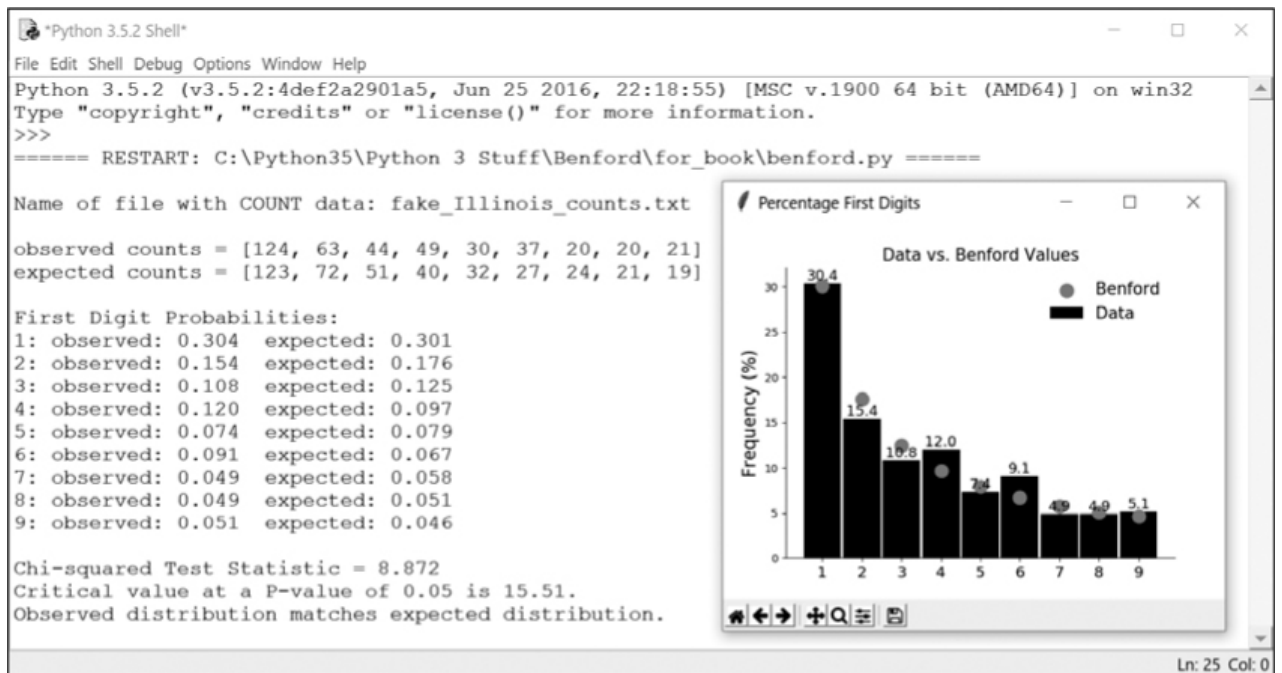 *Python 3.5.2 Shell*
File Edit Shell Debug Options Window Help
Python 3.5.2 (v3.5.2:4def2a2901a5, Jun 25 2016, 22:18:55) [MSC v.1900 64 bit (AMD64)] on win32
Type "copyright", "credits" or "license()" for more information.
>>>
====== RESTART: C:\Python35\Python 3 Stuff\Benford\for_book\benford.py ======
Name of file with COUNT data: fake_Illinois_counts.txt
observed counts = [124, 63, 44, 49, 30, 37, 20, 20, 21]
expected counts = [123, 72, 51, 40, 32, 27, 24, 21, 19]
First Digit Probabilities:
1: observed: 0.304 expected: 0.301
2: observed: 0.154 expected: 0.176
3: observed: 0.108 expected: 0.125
4: observed: 0.120 expected: 0.097
5: observed: 0.074 expected: 0.079
6: observed: 0.091 expected: 0.067
7: observed: 0.049 expected: 0.058
8: observed: 0.049 expected: 0.051
9: observed: 0.051 expected: 0.046
Chi-squared Test Statistic = 8.872
Critical value at a P-value of 0.05 is 15.51.
Observed distribution matches expected distribution.
Percentage First Digits
Data vs. Benford Values
Benford
Data
Frequency (%)
30
25
20
15
10
5
0
30.4
15.4
10.8
12.0
7.4
9.1
4.9
4.9
5.1
1 2 3 4 5 6 7 8 9
Ln: 25 Col: 0